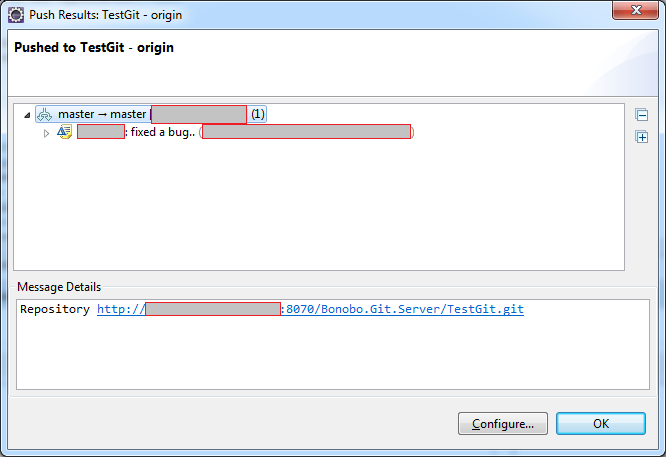 Push Results: TestGit - origin
Pushed to TestGit - origin
master → master [ (1)
: fixed a bug.. ()
Message Details
Repository http://:8070/Bonobo.Git.Server/TestGit.git
Configure... OK